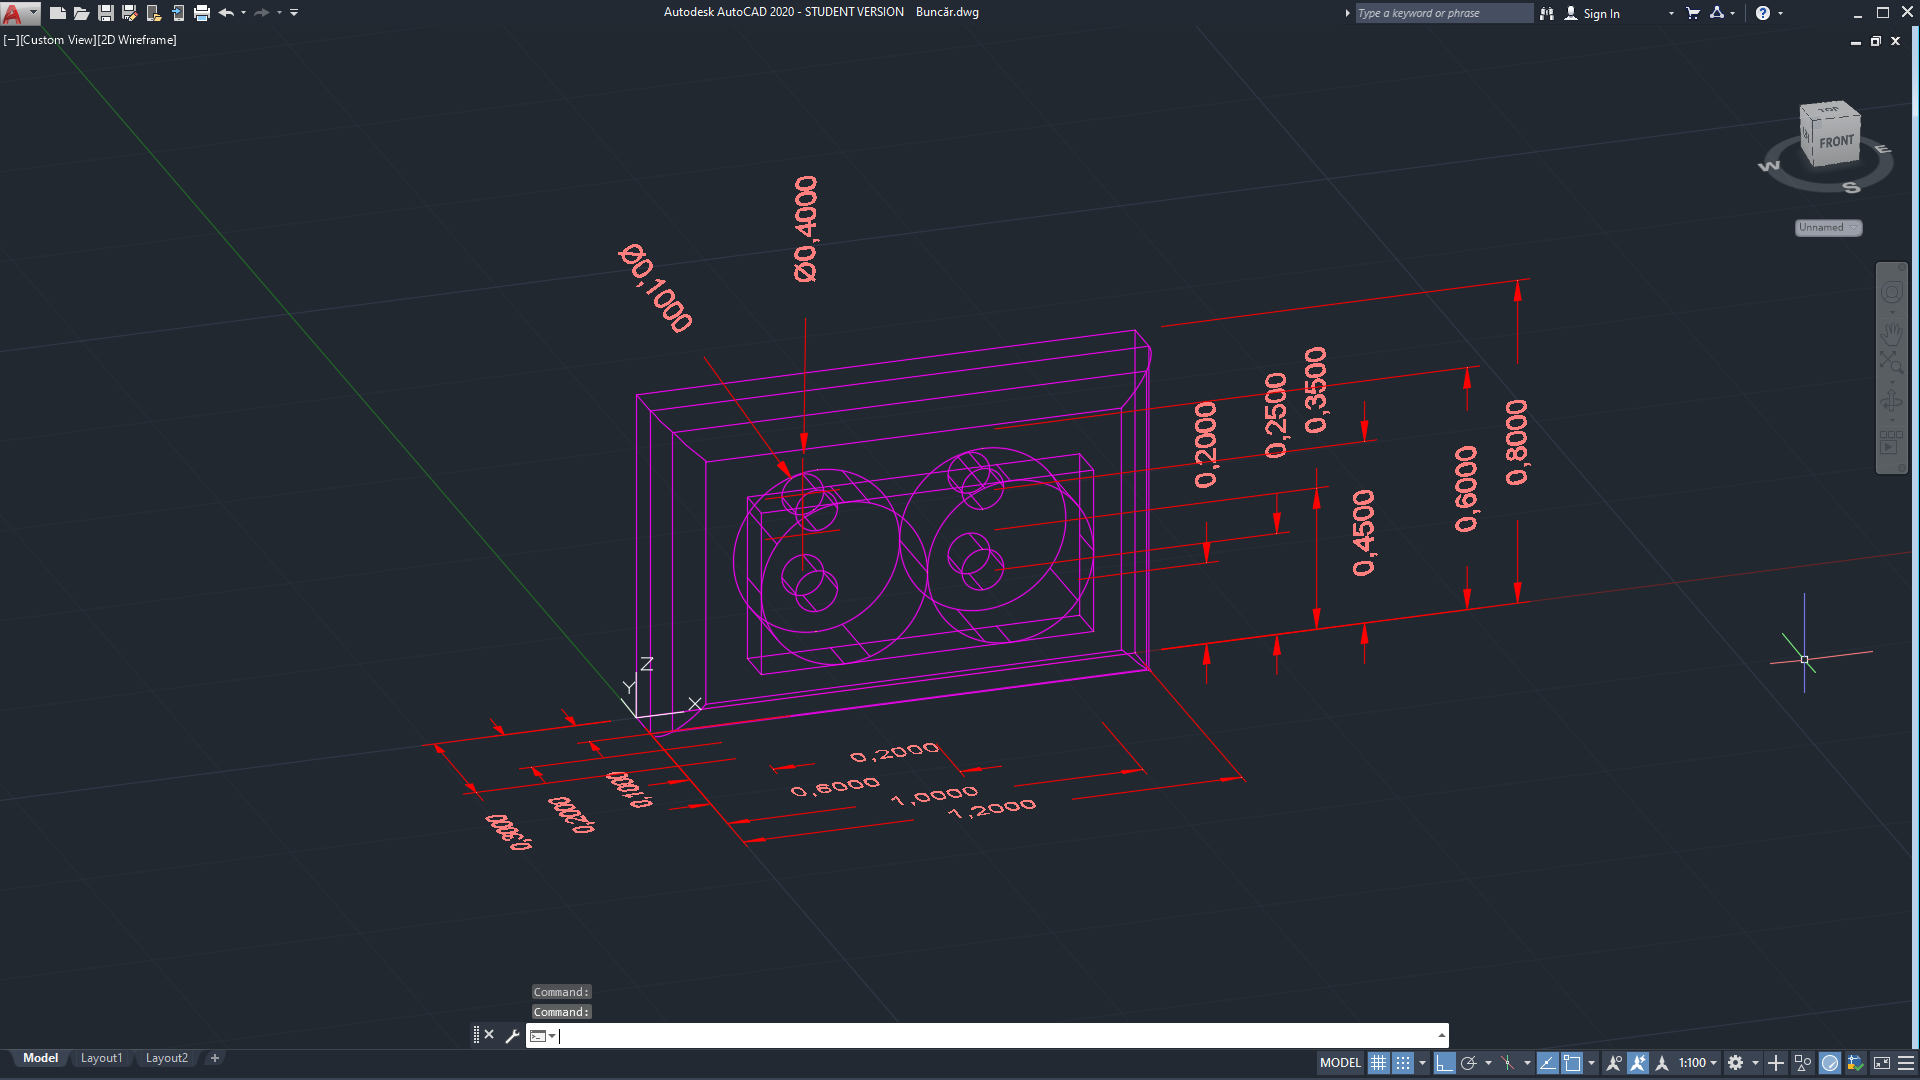 Autodesk AutoCAD 2020 - STUDENT VERSION Buncăr.dwg
Type a keyword or phrase
Sign In
[−][Custom View][2D Wireframe]
TOP
FRONT
W
S
E
Unnamed
Ø0,4000
Ø0,1000
0,2000
0,2500
0,3500
0,4500
0,6000
0,8000
Z
Y
X
0,2000
0,6000
1,0000
1,2000
0,1000
0,2000
0,3000
Command:
Command:
Model
Layout1
Layout2
MODEL
1:100